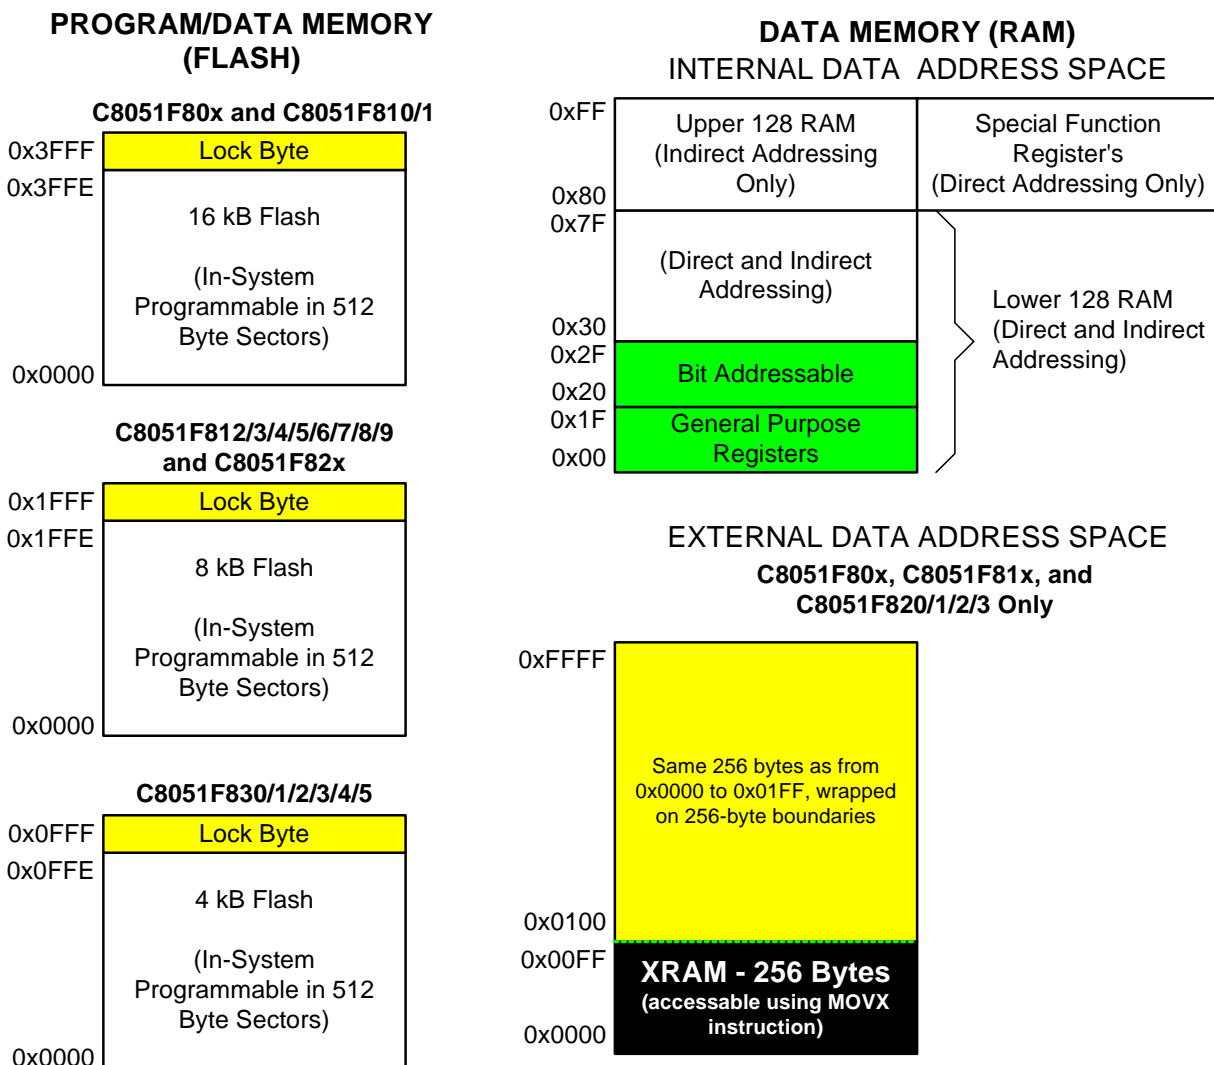 PROGRAM/DATA MEMORY
(FLASH)
C8051F80x and C8051F810/1
0x3FFF
Lock Byte
0x3FFE
16 kB Flash
(In-System
Programmable in 512
Byte Sectors)
0x0000
C8051F812/3/4/5/6/7/8/9
and C8051F82x
0x1FFF
Lock Byte
0x1FFE
8 kB Flash
(In-System
Programmable in 512
Byte Sectors)
0x0000
C8051F830/1/2/3/4/5
0x0FFF
Lock Byte
0x0FFE
4 kB Flash
(In-System
Programmable in 512
Byte Sectors)
0x0000
DATA MEMORY (RAM)
INTERNAL DATA ADDRESS SPACE
0xFF
Upper 128 RAM
(Indirect Addressing
Only)
0x80
Special Function
Register's
(Direct Addressing Only)
0x7F
(Direct and Indirect
Addressing)
0x30
0x2F
Bit Addressable
0x20
0x1F
General Purpose
Registers
0x00
Lower 128 RAM
(Direct and Indirect
Addressing)
EXTERNAL DATA ADDRESS SPACE
C8051F80x, C8051F81x, and
C8051F820/1/2/3 Only
0xFFFF
Same 256 bytes as from
0x0000 to 0x01FF, wrapped
on 256-byte boundaries
0x0100
0x00FF
XRAM - 256 Bytes
(accessable using MOVX
instruction)
0x0000